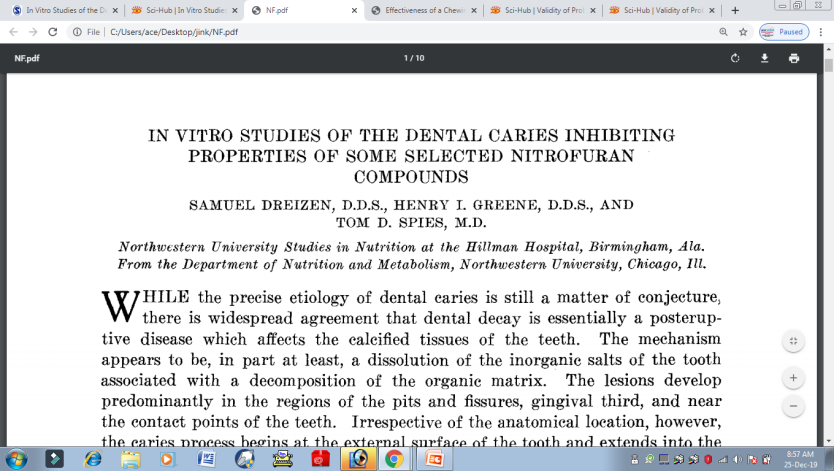 In Vitro Studies of the D
Sci-Hub | In Vitro Studie
NF.pdf
Effectiveness of a Chewi
Sci-Hub | Validity of Pro
Sci-Hub | Validity of Pro
File | C:/Users/ace/Desktop/jink/NF.pdf
Paused
NF.pdf
1 / 10
IN VITRO STUDIES OF THE DENTAL CARIES INHIBITING
PROPERTIES OF SOME SELECTED NITROFURAN
COMPOUNDS
SAMUEL DREIZEN, D.D.S., HENRY I. GREENE, D.D.S., AND
TOM D. SPIES, M.D.
Northwestern University Studies in Nutrition at the Hillman Hospital, Birmingham, Ala.
From the Department of Nutrition and Metabolism, Northwestern University, Chicago, Ill.
WHILE the precise etiology of dental caries is still a matter of conjecture,
there is widespread agreement that dental decay is essentially a posterup-
tive disease which affects the calcified tissues of the teeth. The mechanism
appears to be, in part at least, a dissolution of the inorganic salts of the tooth
associated with a decomposition of the organic matrix. The lesions develop
predominantly in the regions of the pits and fissures, gingival third, and near
the contact points of the teeth. Irrespective of the anatomical location, however,
the caries process begins at the external surface of the tooth and extends into the
8:57 AM
25-Dec-19